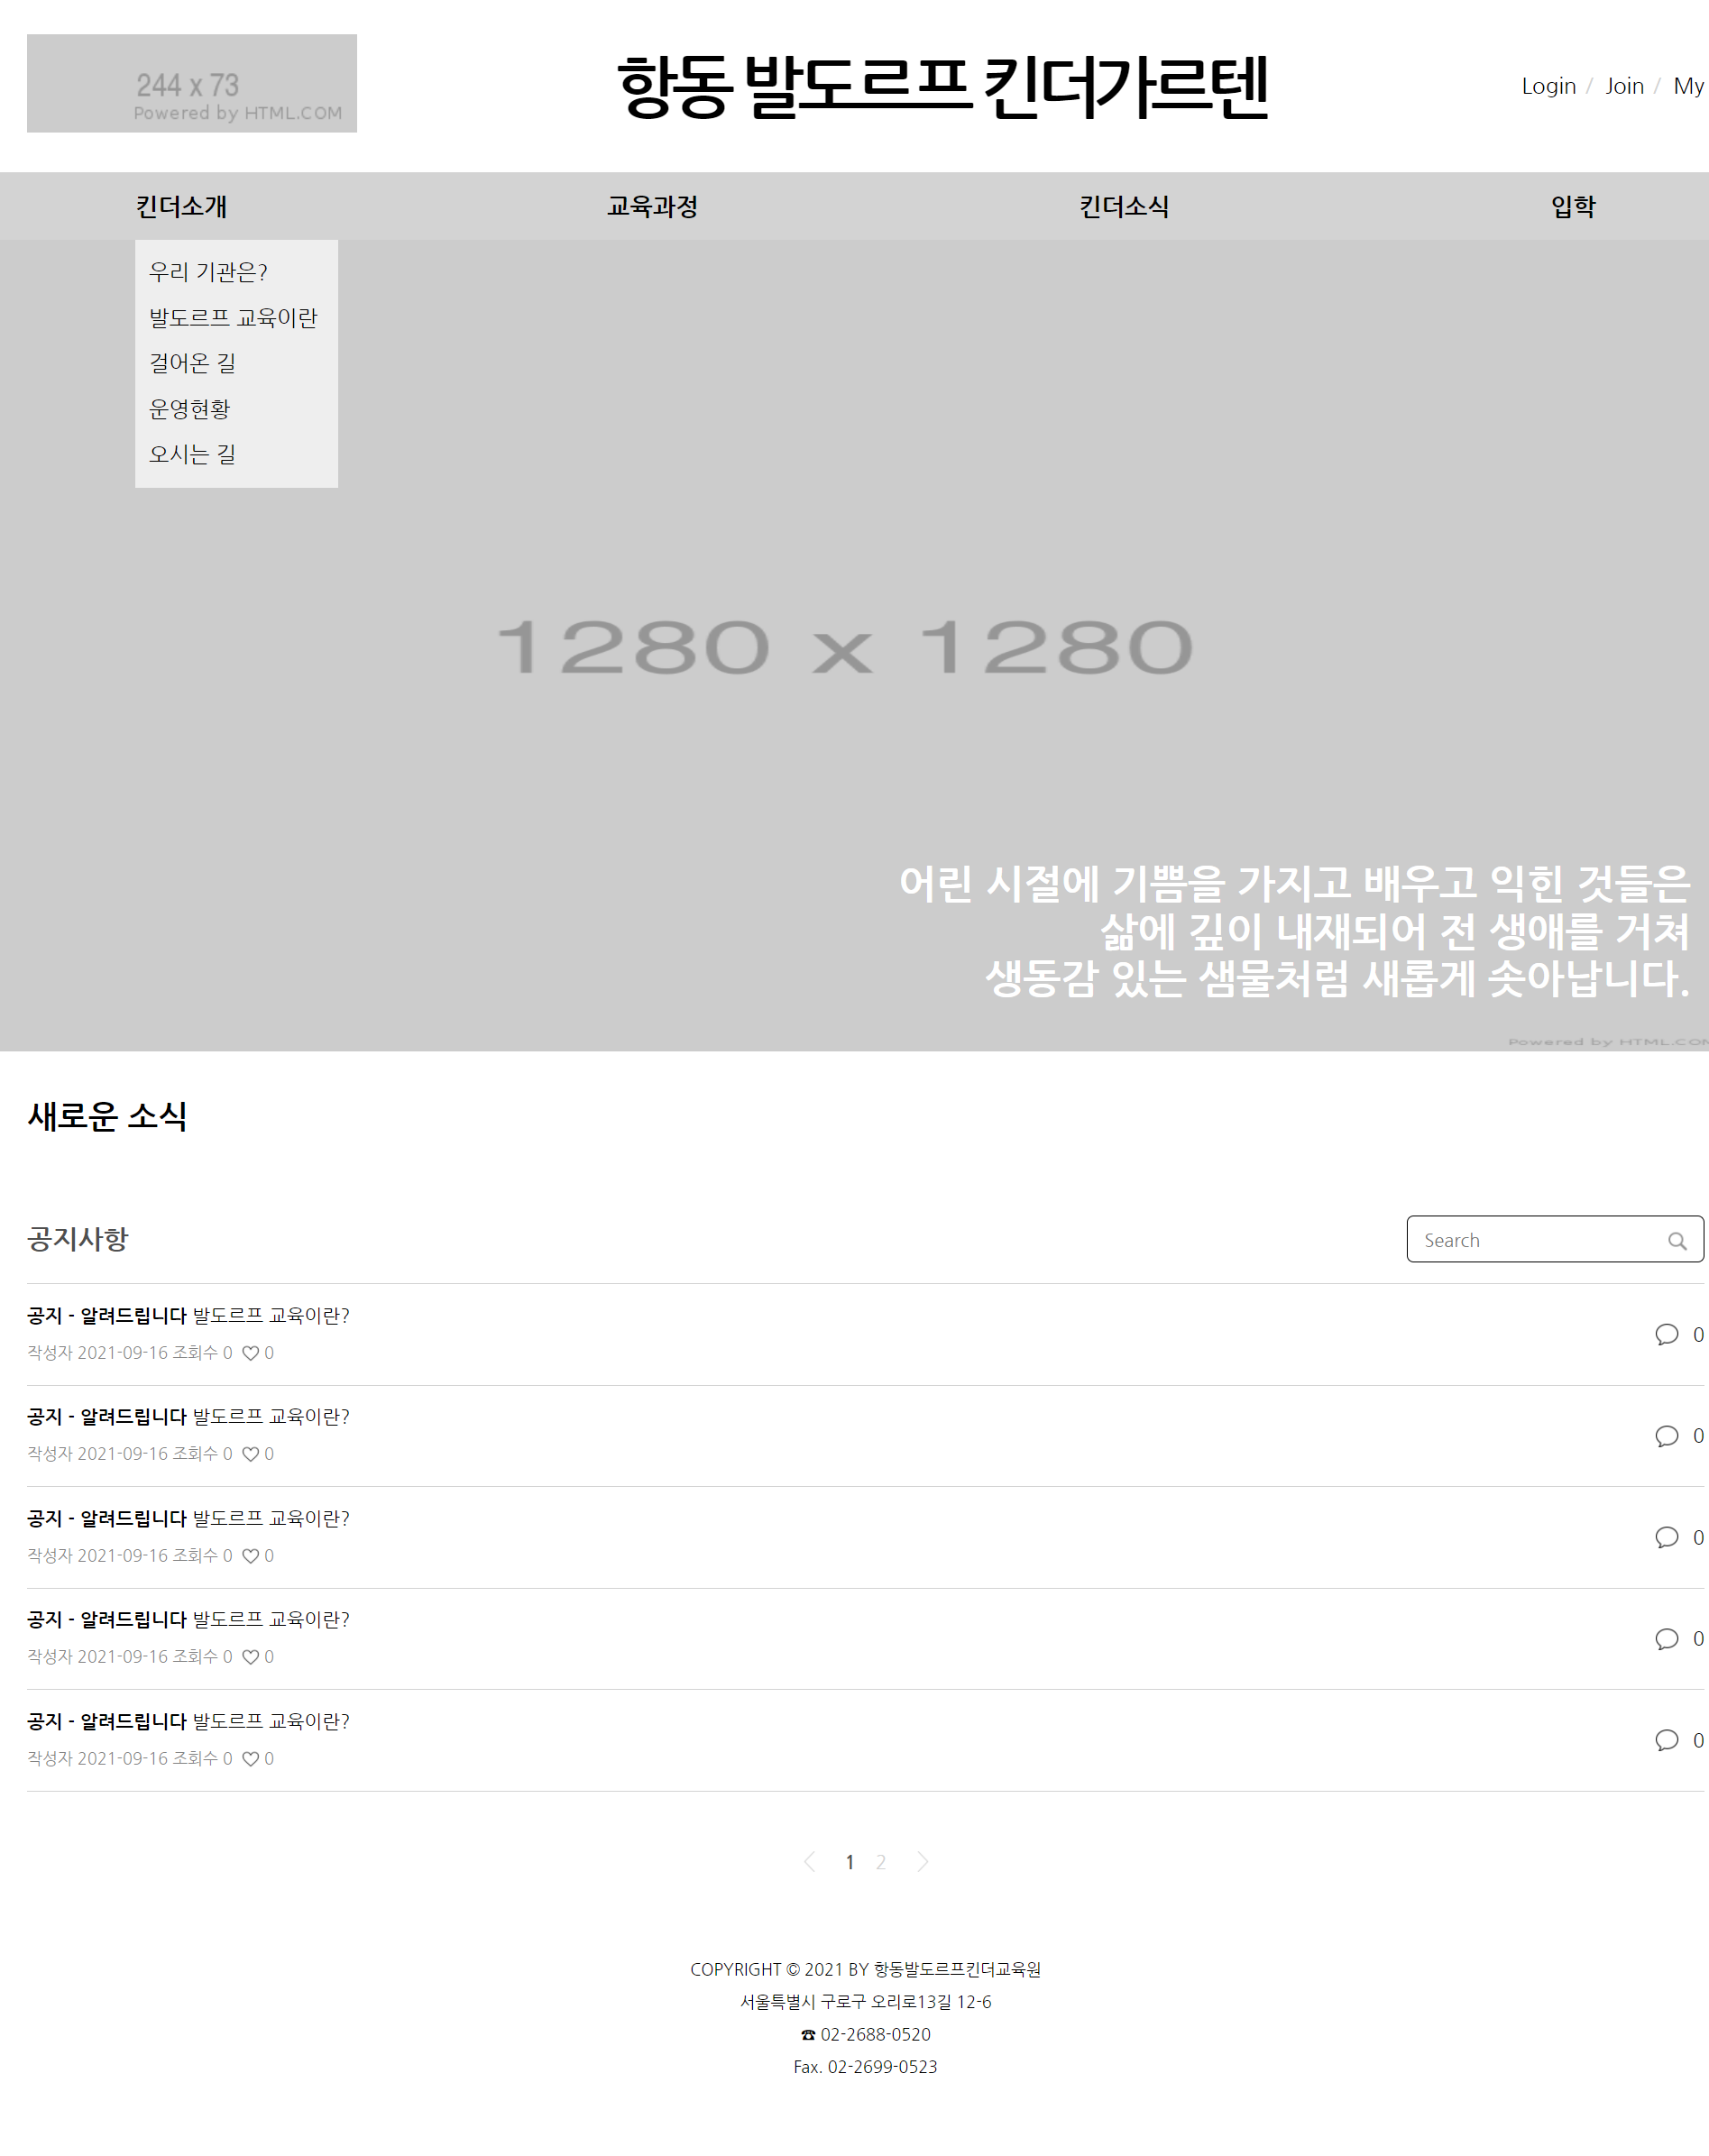 244 x 73
Powered by HTML.COM
항동 발도르프 킨더가르텐
Login / Join / My
킨더소개 교육과정 킨더소식 입학
우리 기관은?
발도르프 교육이란
걸어온 길
운영현황
오시는 길
1280 x 1280
어린 시절에 기쁨을 가지고 배우고 익힌 것들은
삶에 깊이 내재되어 전 생애를 거쳐
생동감 있는 샘물처럼 새롭게 솟아납니다.
Powered by HTML.COM
새로운 소식
공지사항
Search
공지 - 알려드립니다 발도르프 교육이란?
작성자 2021-09-16 조회수 0 ♡ 0
0
공지 - 알려드립니다 발도르프 교육이란?
작성자 2021-09-16 조회수 0 ♡ 0
0
공지 - 알려드립니다 발도르프 교육이란?
작성자 2021-09-16 조회수 0 ♡ 0
0
공지 - 알려드립니다 발도르프 교육이란?
작성자 2021-09-16 조회수 0 ♡ 0
0
공지 - 알려드립니다 발도르프 교육이란?
작성자 2021-09-16 조회수 0 ♡ 0
0
1 2
COPYRIGHT © 2021 BY 항동발도르프킨더교육원
서울특별시 구로구 오리로13길 12-6
☎ 02-2688-0520
Fax. 02-2699-0523